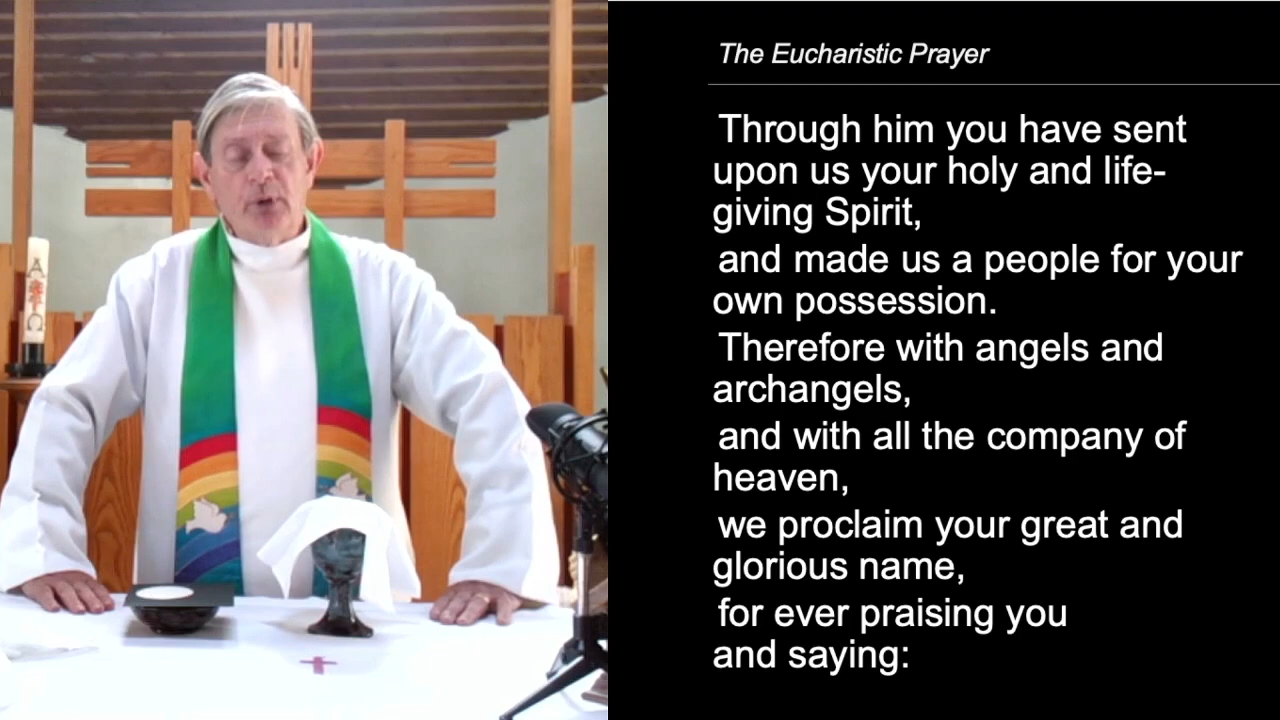 The Eucharistic Prayer
Through him you have sent
upon us your holy and life-
giving Spirit,
and made us a people for your
own possession.
Therefore with angels and
archangels,
and with all the company of
heaven,
we proclaim your great and
glorious name,
for ever praising you
and saying:
Α
Ω